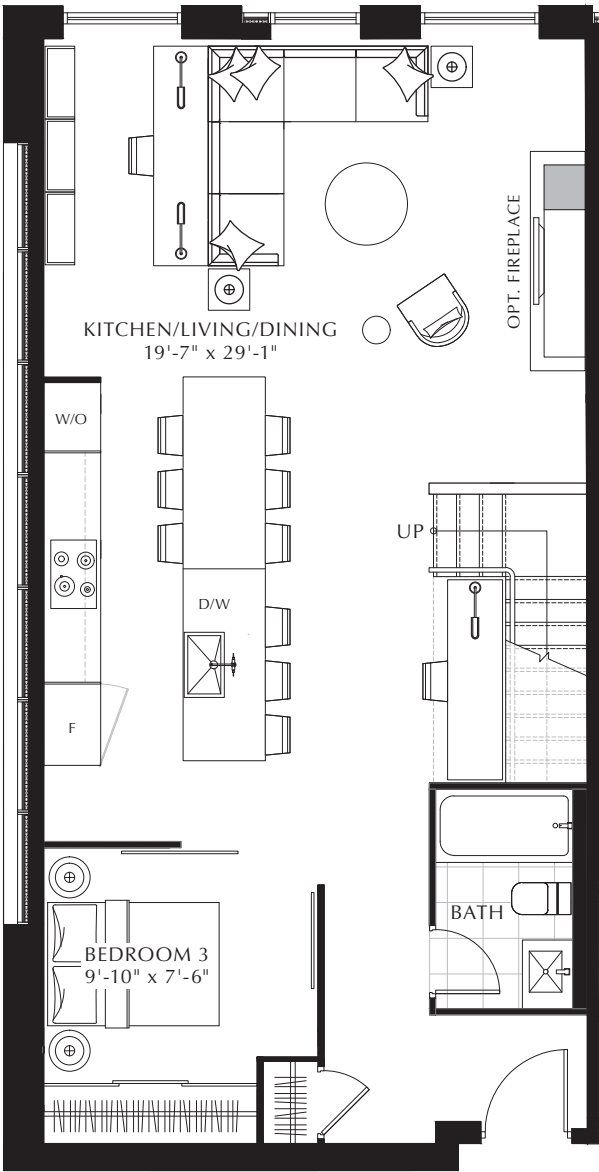 OPT. FIREPLACE
KITCHEN/LIVING/DINING
19'-7" x 29'-1"
W/O
UP
D/W
F
BATH
BEDROOM 3
9'-10" x 7'-6"